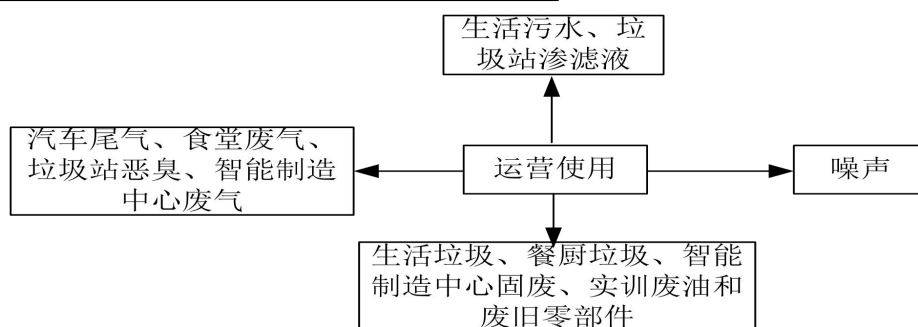 生活污水、垃
圾站渗滤液
汽车尾气、食堂废气、
垃圾站恶臭、智能制造
中心废气
运营使用
噪声
生活垃圾、餐厨垃圾、智能
制造中心固废、实训废油和
废旧零部件